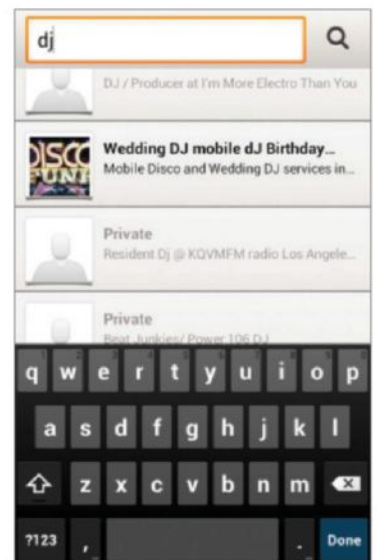 dj
DJ / Producer at I'm More Electro Than You
DISCO
FUNK
Wedding DJ mobile dJ Birthday...
Mobile Disco and Wedding DJ services in...
Private
Resident Dj @ KQVMFM radio Los Angele...
Private
Beat Junkies/ Power 106 DJ
q w e r t y u i o p
a s d f g h j k l
z x c v b n m
?123 , . Done